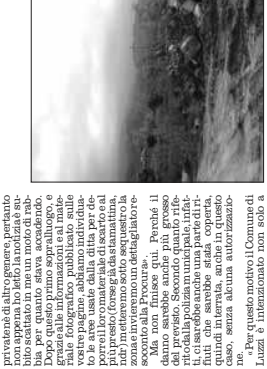 privatené di altro genere, pertanto
non appena ho letto la notizia è su-
bito scattato in me un moto di rab-
bia per quanto stava accadendo.
Dopo questo primo sopralluogo, e
grazie alle informazioni e al mate-
riale fotografico pubblicato sulle
vostre pagine, abbiamo individua-
to le aree usate dalla ditta per de-
porre il loro materiale di scarto e al
più presto (forse già da stamattina,
ndr) metteremo sotto sequestro la
zona e invieremo un dettagliato re-
soconto alla Procura».
Ma non finisce qui. Perché il
danno sarebbe anche più grosso
del previsto. Secondo quanto rife-
rito dalla polizia municipale, infat-
ti, ci sarebbe anche una parte di ri-
fiuti che sarebbe stata coperta,
quindi interrata, anche in questo
caso, senza alcuna autorizzazio-
ne.
«Per questo motivo il Comune di
Luzzi è intenzionato non solo a